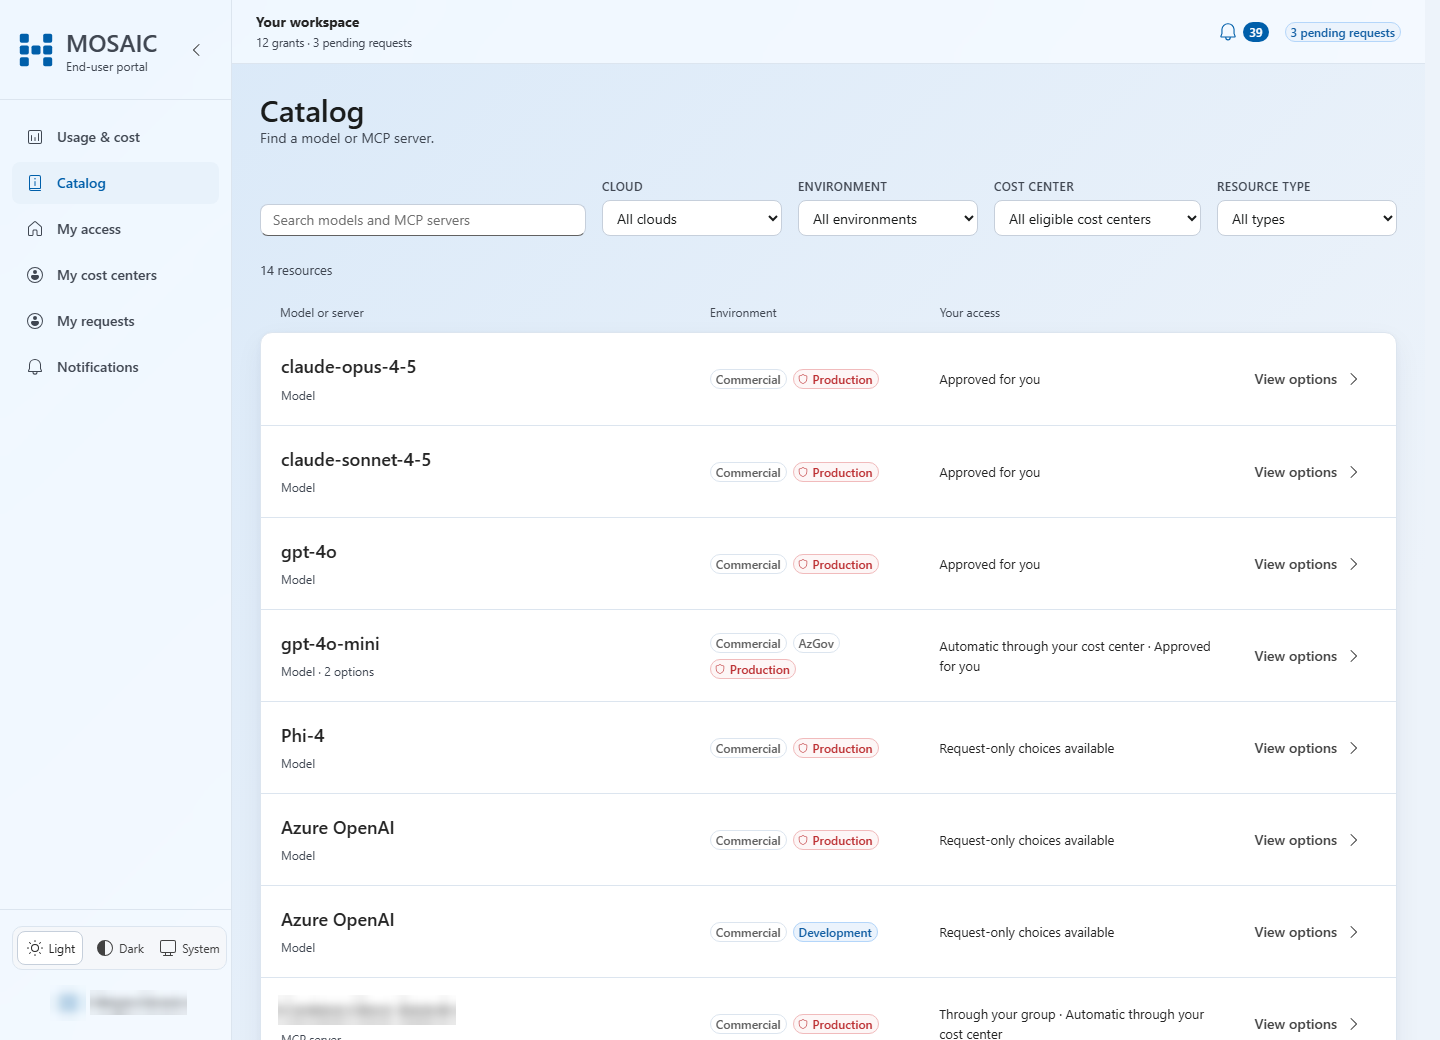 MOSAIC
End-user portal
Usage & cost
Catalog
My access
My cost centers
My requests
Notifications
Light
Dark
System
Your workspace
12 grants · 3 pending requests
39
3 pending requests
Catalog
Find a model or MCP server.
Search models and MCP servers
CLOUD
All clouds
ENVIRONMENT
All environments
COST CENTER
All eligible cost centers
RESOURCE TYPE
All types
14 resources
Model or server
Environment
Your access
claude-opus-4-5
Model
Commercial
Production
Approved for you
View options
claude-sonnet-4-5
Model
Commercial
Production
Approved for you
View options
gpt-4o
Model
Commercial
Production
Approved for you
View options
gpt-4o-mini
Model · 2 options
Commercial
AzGov
Production
Automatic through your cost center · Approved
for you
View options
Phi-4
Model
Commercial
Production
Request-only choices available
View options
Azure OpenAI
Model
Commercial
Production
Request-only choices available
View options
Azure OpenAI
Model
Commercial
Development
Request-only choices available
View options
MCP server
Commercial
Production
Through your group · Automatic through your
cost center
View options